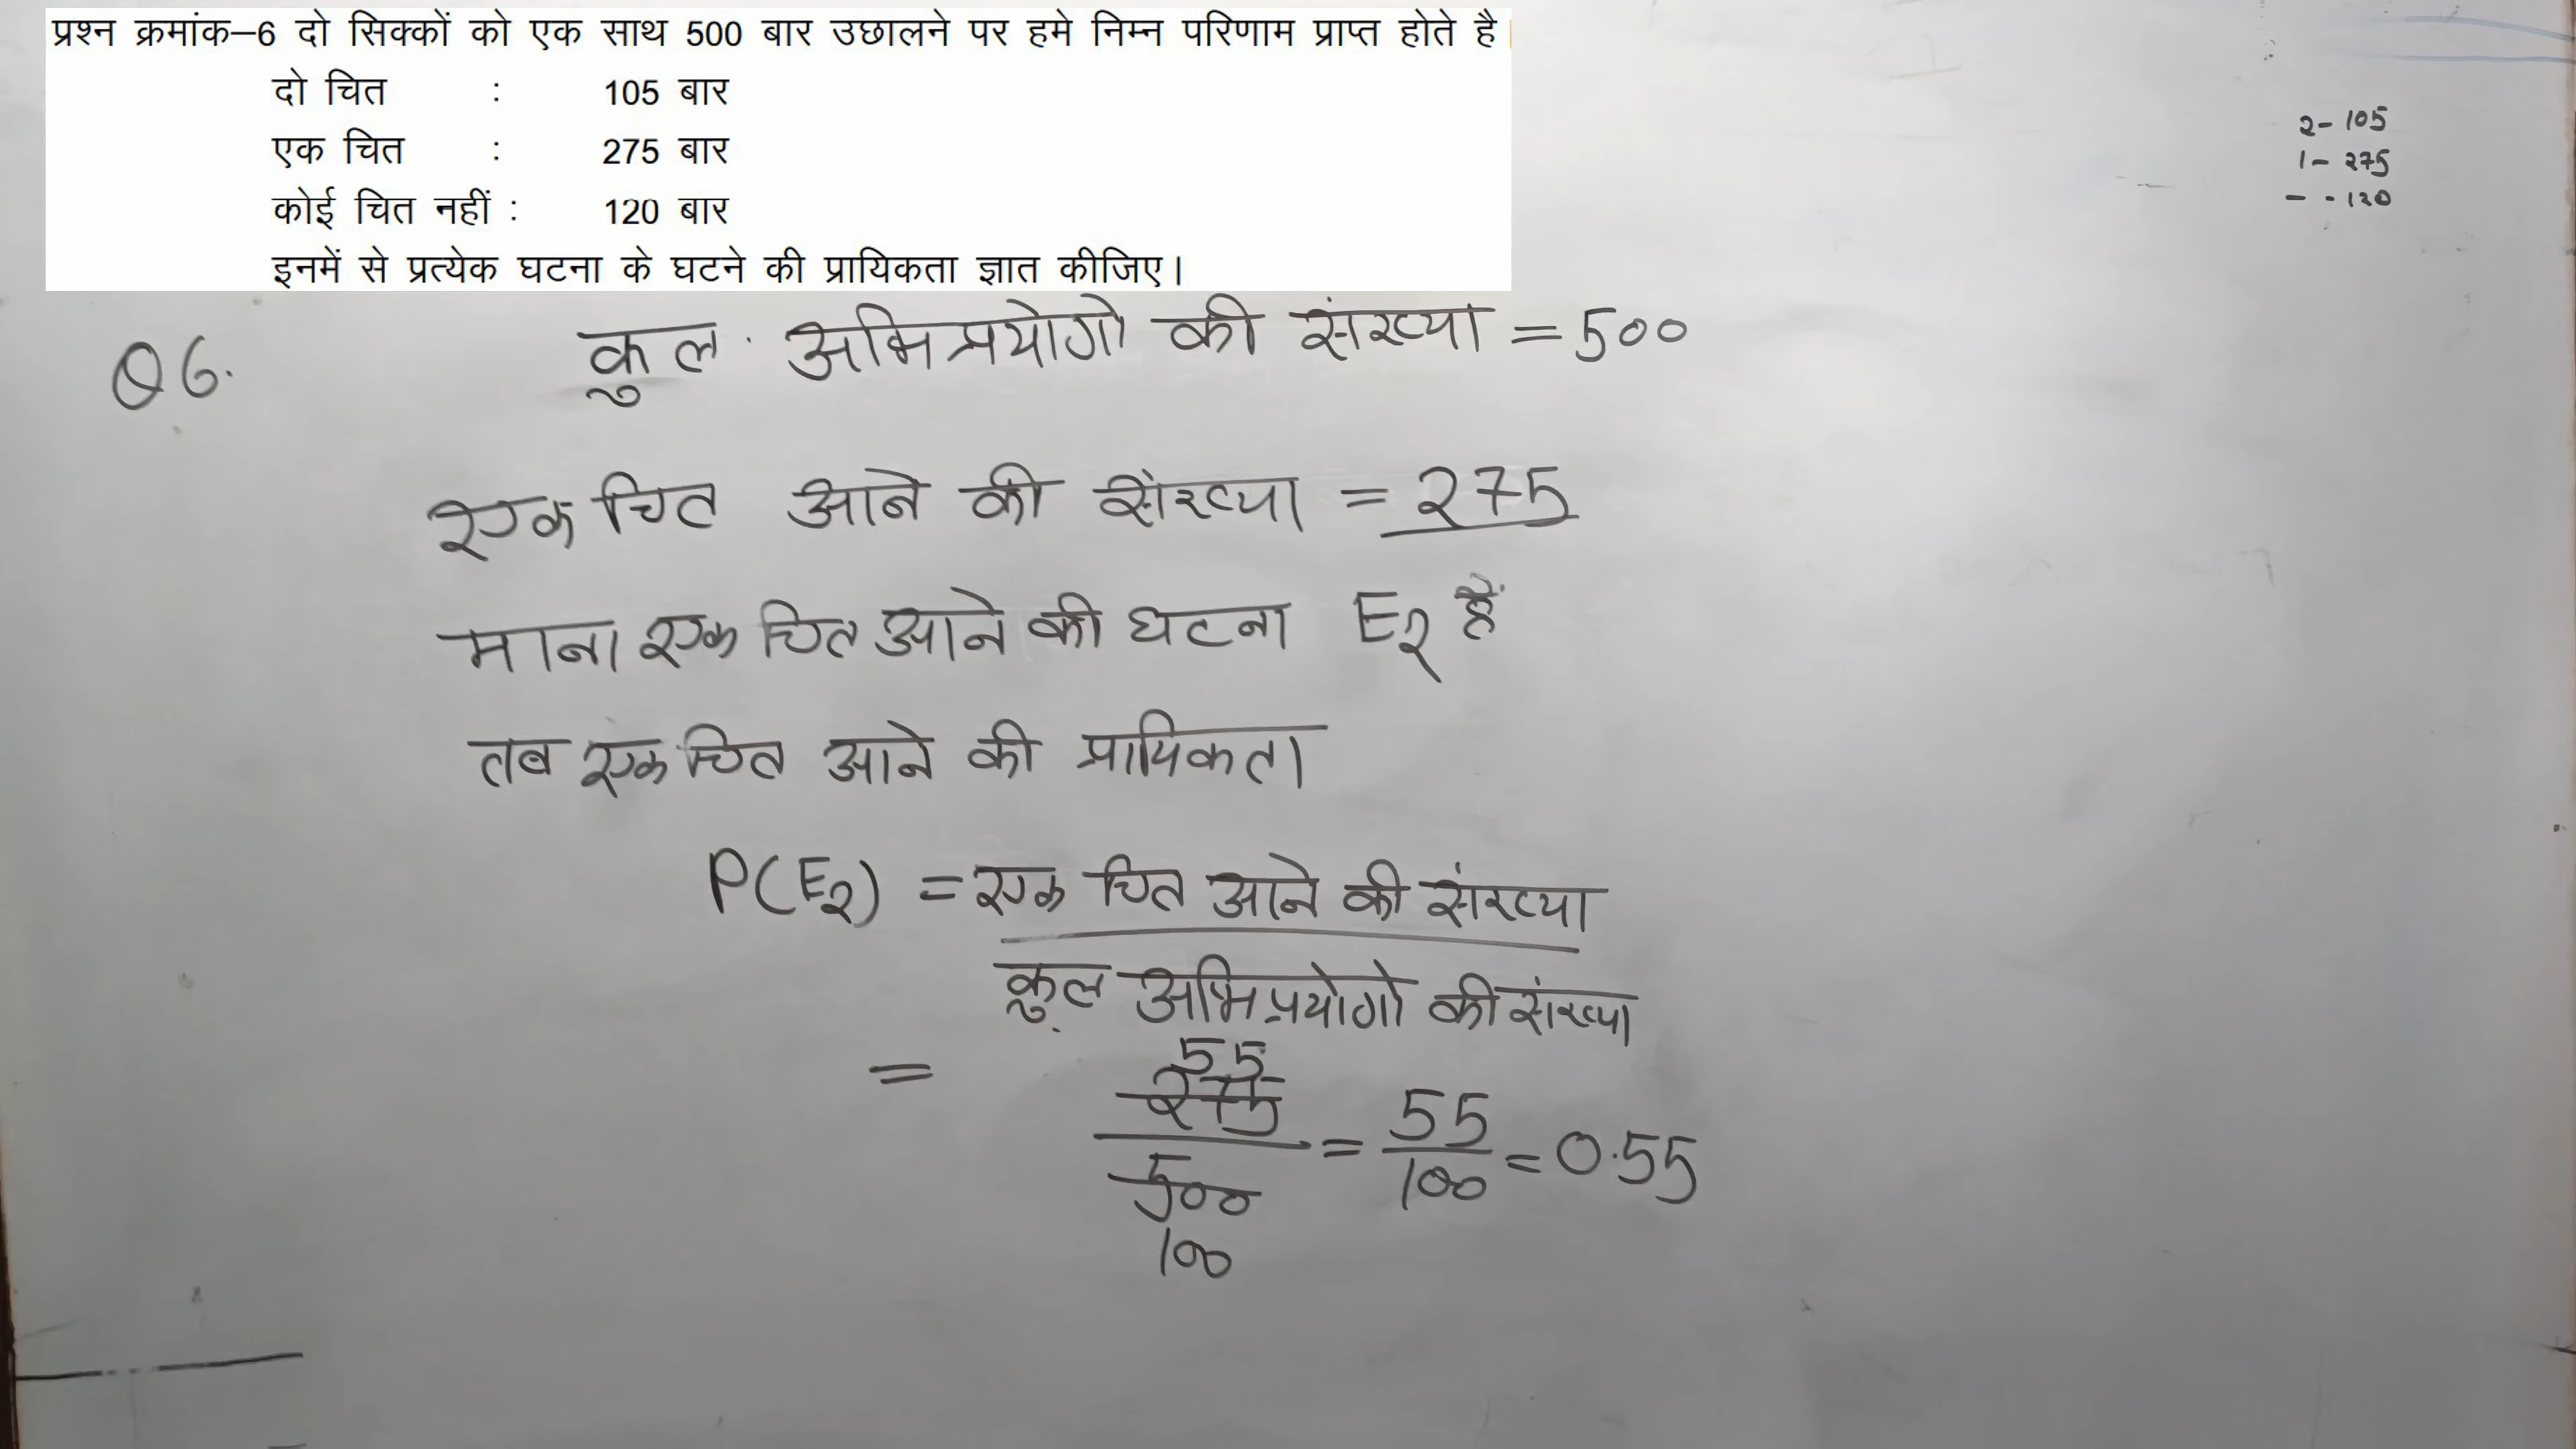 प्रश्न क्रमांक–6 दो सिक्कों को एक साथ 500 बार उछालने पर हमे निम्न परिणाम प्राप्त होते है।
दो चित : 105 बार
एक चित : 275 बार
कोई चित नहीं : 120 बार
इनमें से प्रत्येक घटना के घटने की प्रायिकता ज्ञात कीजिए।
2- 105
1- 275
- - 120
Q6. कुल अभिप्रयोगो की संख्या = 500
एक चित आने की संख्या = 275
माना एक चित आने की घटना E2 हैं
तब एक चित आने की प्रायिकता
P(E2) = एक चित आने की संख्या
कुल अभिप्रयोगो की संख्या
55
= 275 = 55 = 0.55
500 100
100